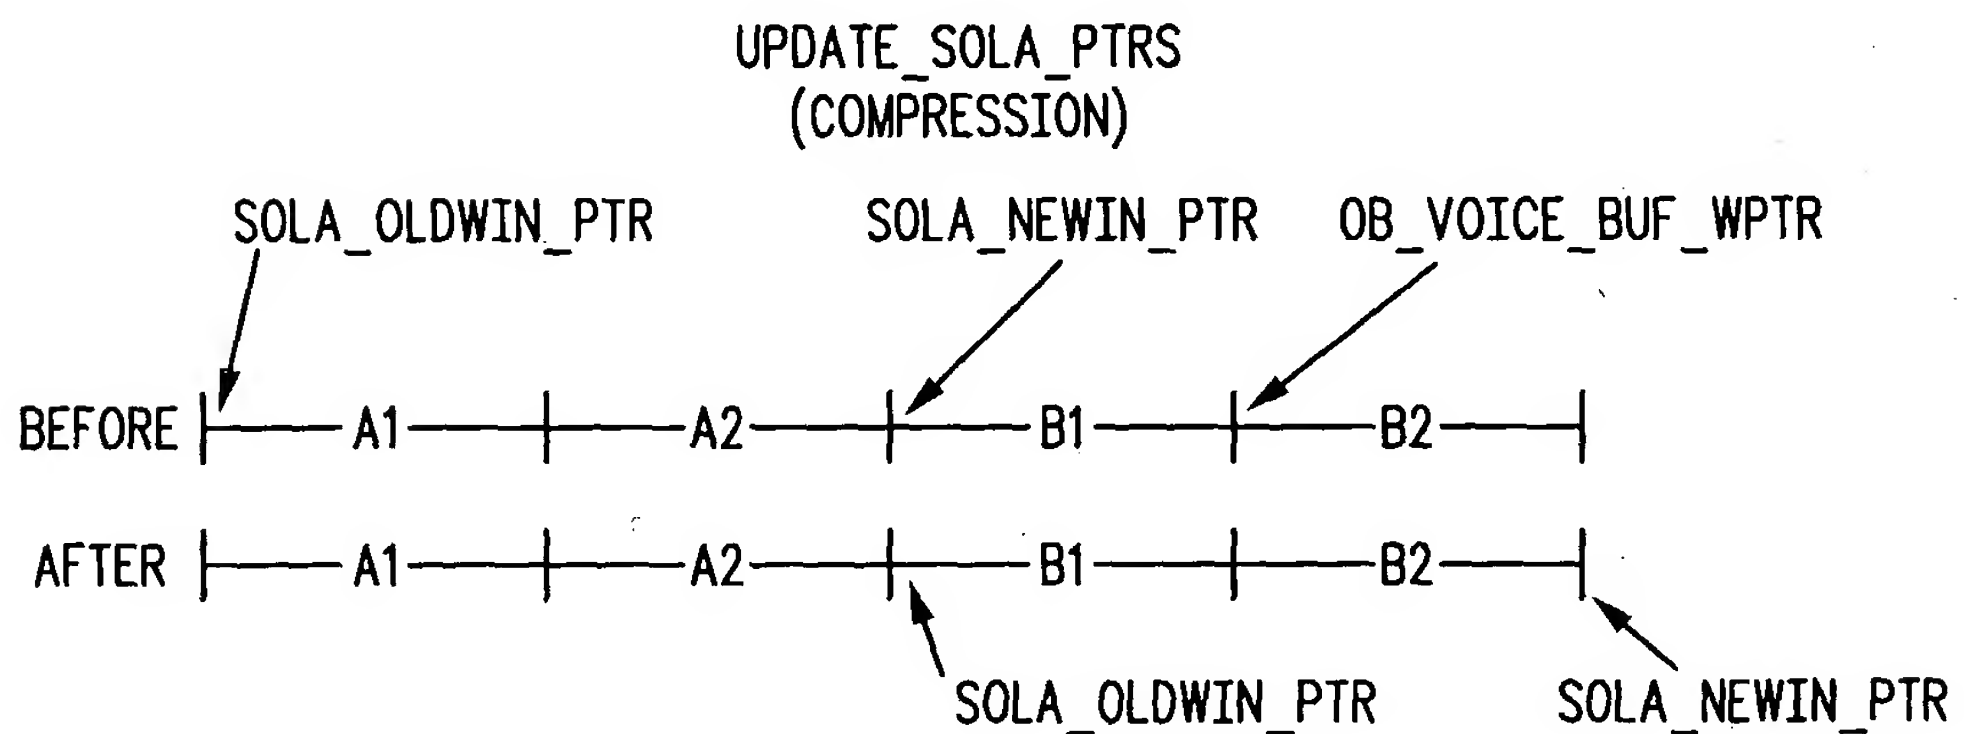 UPDATE_SOLA_PTRS
(COMPRESSION)
SOLA_OLDWIN_PTR SOLA_NEWIN_PTR OB_VOICE_BUF_WPTR
BEFORE A1 A2 B1 B2
AFTER A1 A2 B1 B2
SOLA_OLDWIN_PTR SOLA_NEWIN_PTR